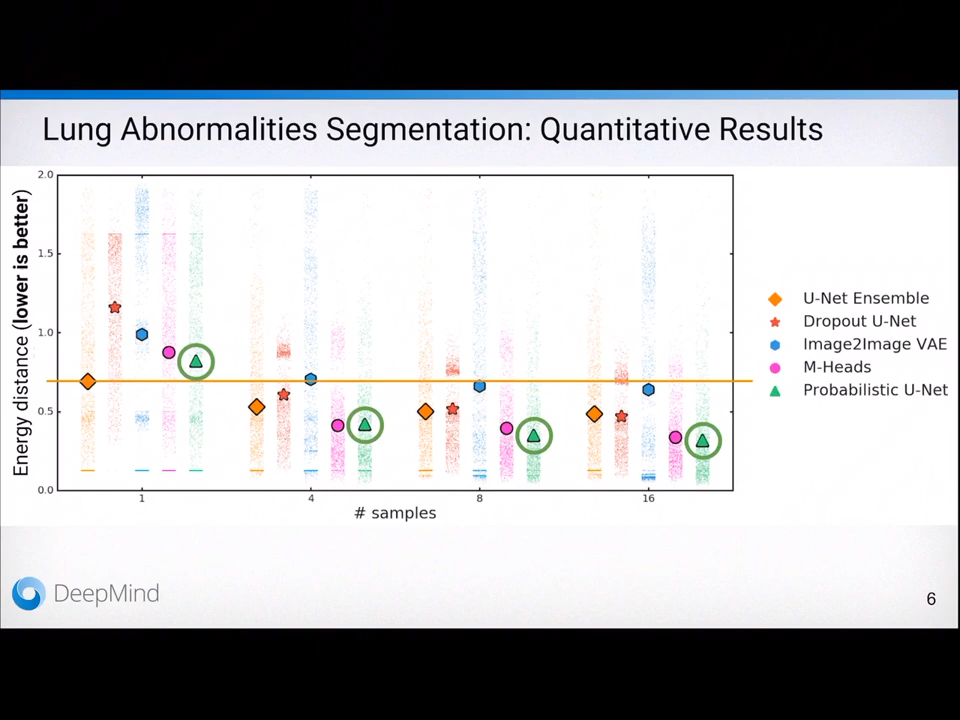 Lung Abnormalities Segmentation: Quantitative Results
Energy distance (lower is better)
2.0
1.5
1.0
0.5
0.0
1
4
8
16
# samples
U-Net Ensemble
Dropout U-Net
Image2Image VAE
M-Heads
Probabilistic U-Net
DeepMind
6